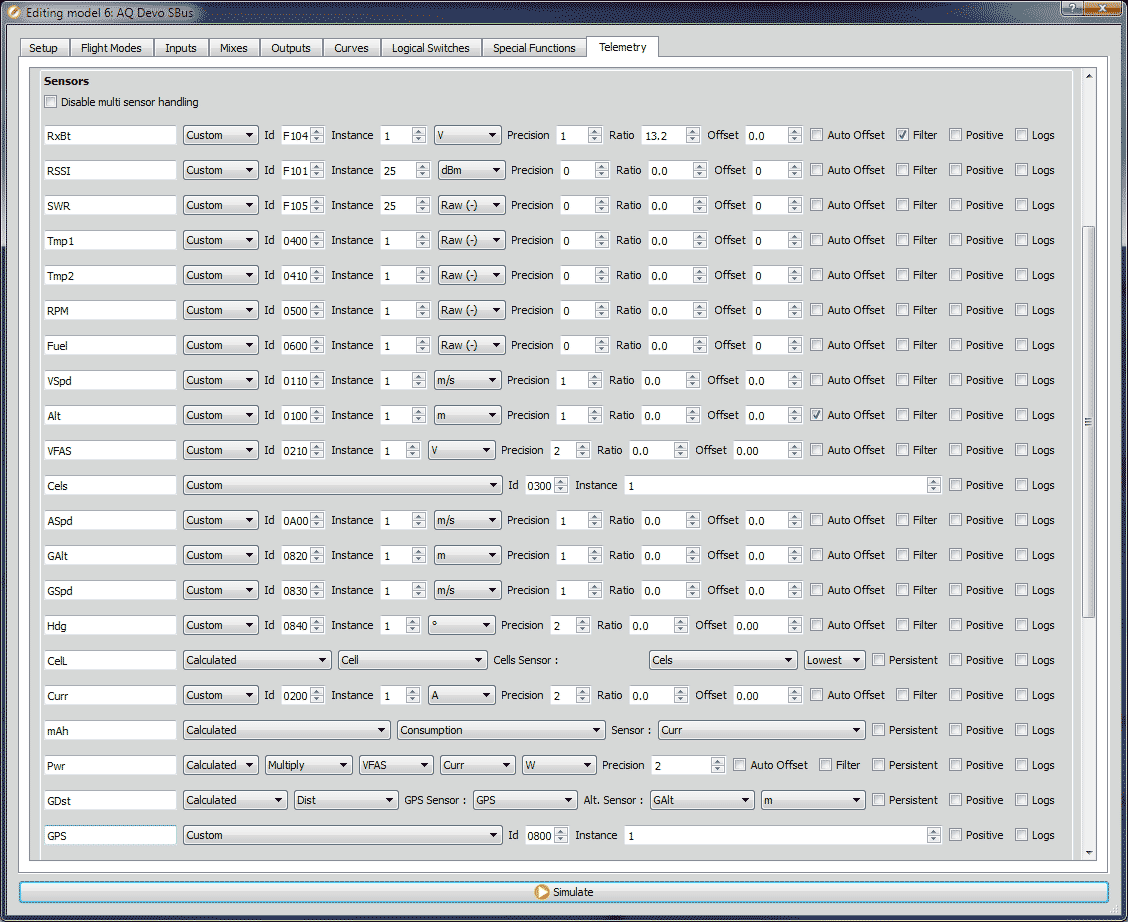 Editing model 6: AQ Devo SBus
Setup Flight Modes Inputs Mixes Outputs Curves Logical Switches Special Functions Telemetry
Sensors
Disable multi sensor handling
RxBt Custom Id F104 Instance 1 V Precision 1 Ratio 13.2 Offset 0.0 Auto Offset Filter Positive Logs
RSSI Custom Id F101 Instance 25 dBm Precision 0 Ratio 0.0 Offset 0 Auto Offset Filter Positive Logs
SWR Custom Id F105 Instance 25 Raw (-) Precision 0 Ratio 0.0 Offset 0 Auto Offset Filter Positive Logs
Tmp1 Custom Id 0400 Instance 1 Raw (-) Precision 0 Ratio 0.0 Offset 0 Auto Offset Filter Positive Logs
Tmp2 Custom Id 0410 Instance 1 Raw (-) Precision 0 Ratio 0.0 Offset 0 Auto Offset Filter Positive Logs
RPM Custom Id 0500 Instance 1 Raw (-) Precision 0 Ratio 0.0 Offset 0 Auto Offset Filter Positive Logs
Fuel Custom Id 0600 Instance 1 Raw (-) Precision 0 Ratio 0.0 Offset 0 Auto Offset Filter Positive Logs
VSpd Custom Id 0110 Instance 1 m/s Precision 1 Ratio 0.0 Offset 0.0 Auto Offset Filter Positive Logs
Alt Custom Id 0100 Instance 1 m Precision 1 Ratio 0.0 Offset 0.0 Auto Offset Filter Positive Logs
VFAS Custom Id 0210 Instance 1 V Precision 2 Ratio 0.0 Offset 0.00 Auto Offset Filter Positive Logs
Cels Custom Id 0300 Instance 1 Positive Logs
ASpd Custom Id 0A00 Instance 1 m/s Precision 1 Ratio 0.0 Offset 0.0 Auto Offset Filter Positive Logs
GAlt Custom Id 0820 Instance 1 m Precision 1 Ratio 0.0 Offset 0.0 Auto Offset Filter Positive Logs
GSpd Custom Id 0830 Instance 1 m/s Precision 1 Ratio 0.0 Offset 0.0 Auto Offset Filter Positive Logs
Hdg Custom Id 0840 Instance 1 ° Precision 2 Ratio 0.0 Offset 0.00 Auto Offset Filter Positive Logs
CelL Calculated Cell Cells Sensor : Cels Lowest Persistent Positive Logs
Curr Custom Id 0200 Instance 1 A Precision 2 Ratio 0.0 Offset 0.00 Auto Offset Filter Positive Logs
mAh Calculated Consumption Sensor : Curr Persistent Positive Logs
Pwr Calculated Multiply VFAS Curr W Precision 2 Auto Offset Filter Persistent Positive Logs
GDst Calculated Dist GPS Sensor : GPS Alt. Sensor : GAlt m Persistent Positive Logs
GPS Custom Id 0800 Instance 1 Positive Logs
Simulate